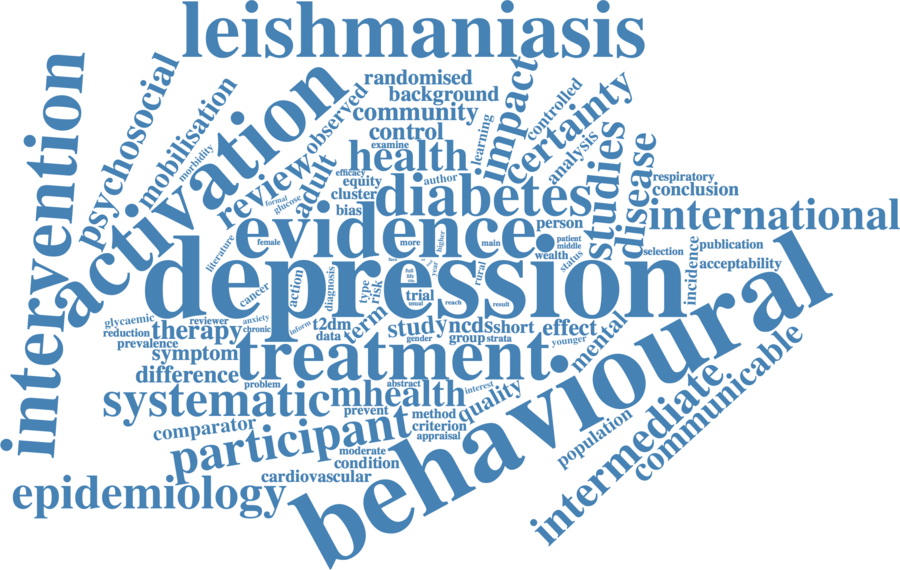 leishmaniasis
intervention
psychosocial
mobilisation
morbidity
activation
randomised
background
observed
community
control
examine
review
adult
health
impact
learning
controlled
certainty
analysis
studies
disease
respiratory
conclusion
international
efficacy
equity
author
cluster
formal
glucose
bias
diabetes
person
evidence
literature
female
more
higher
main
patient
middle
wealth
status
selection
publication
acceptability
incidence
depression
cancer
action
diagnosis
type
risk
full
life
year
rural
trial
usual
reach
result
glycaemic
reduction
reviewer
anxiety
chronic
inform
prevalence
therapy
t2dm
data
term
study
ncds
short
effect
gender
group
strata
younger
mental
symptom
treatment
behavioural
difference
problem
abstract
interest
systematic
mhealth
quality
prevent
method
criterion
appraisal
comparator
participant
moderate
condition
cardiovascular
population
intermediate
communicable
epidemiology